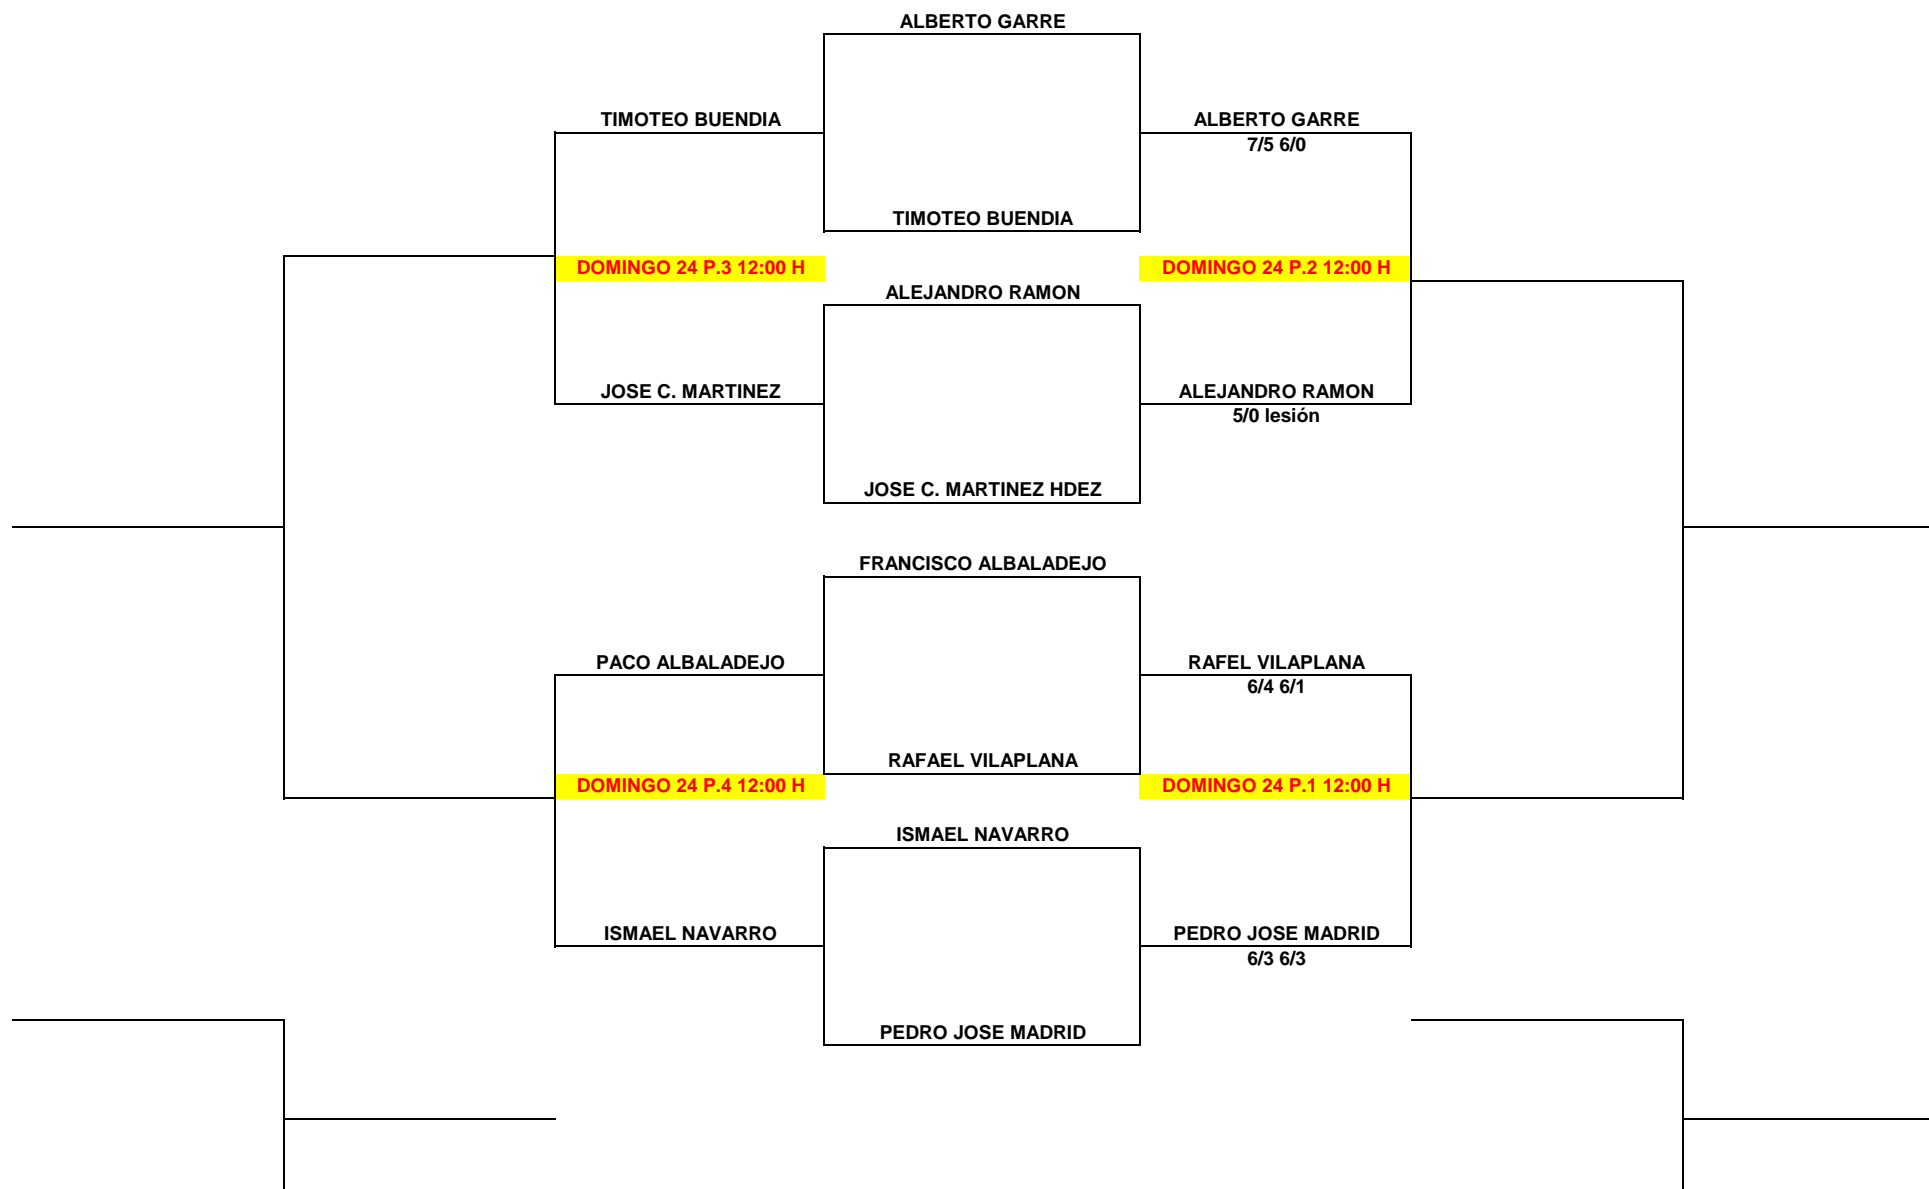 ALBERTO GARRE
TIMOTEO BUENDIA
ALBERTO GARRE
7/5 6/0
TIMOTEO BUENDIA
DOMINGO 24 P.3 12:00 H
DOMINGO 24 P.2 12:00 H
ALEJANDRO RAMON
JOSE C. MARTINEZ
ALEJANDRO RAMON
5/0 lesión
JOSE C. MARTINEZ HDEZ
FRANCISCO ALBALADEJO
PACO ALBALADEJO
RAFEL VILAPLANA
6/4 6/1
RAFAEL VILAPLANA
DOMINGO 24 P.4 12:00 H
DOMINGO 24 P.1 12:00 H
ISMAEL NAVARRO
ISMAEL NAVARRO
PEDRO JOSE MADRID
6/3 6/3
PEDRO JOSE MADRID